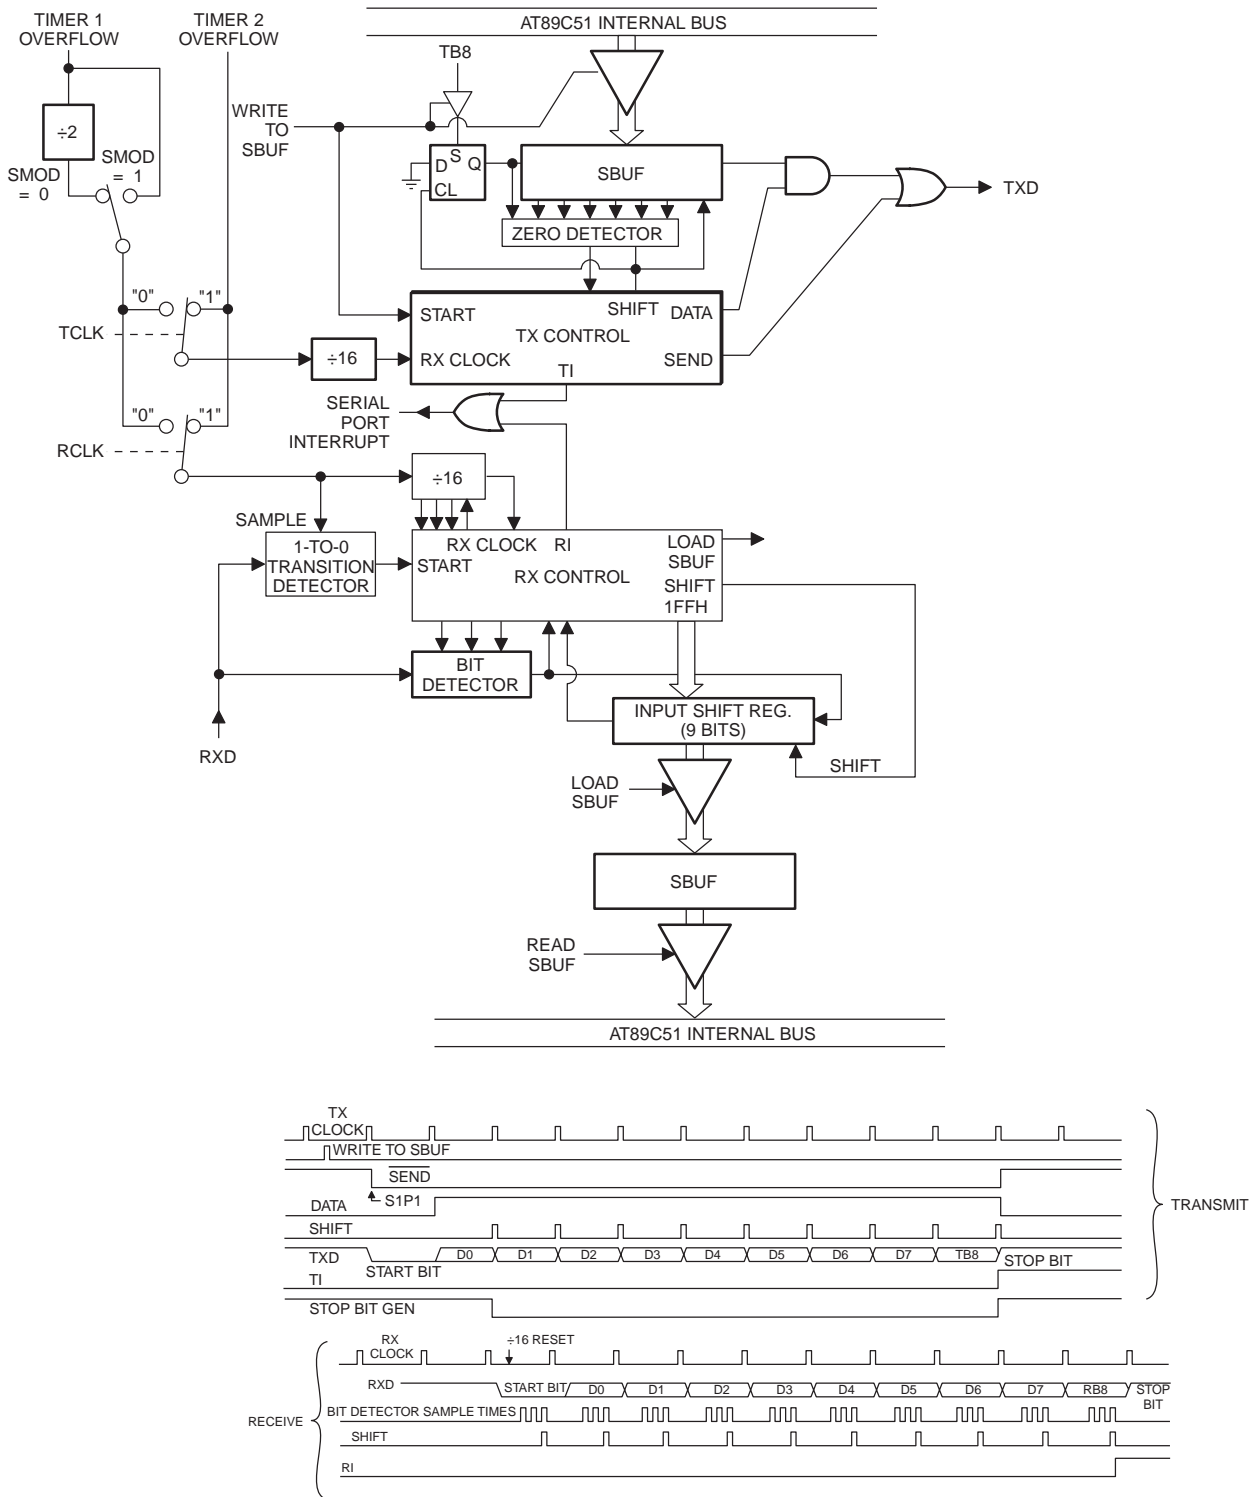 TIMER 1
OVERFLOW
TIMER 2
OVERFLOW
AT89C51 INTERNAL BUS
TB8
WRITE
TO
SBUF
÷2
SMOD
= 0
SMOD
= 1
D
S
Q
CL
SBUF
TXD
ZERO DETECTOR
"0"
"1"
TCLK
START
SHIFT
DATA
TX CONTROL
÷16
RX CLOCK
SEND
TI
SERIAL
PORT
INTERRUPT
"0"
"1"
RCLK
÷16
SAMPLE
1-TO-0
TRANSITION
DETECTOR
RX CLOCK
RI
LOAD
SBUF
START
RX CONTROL
SHIFT
1FFH
BIT
DETECTOR
INPUT SHIFT REG.
(9 BITS)
RXD
SHIFT
LOAD
SBUF
SBUF
READ
SBUF
AT89C51 INTERNAL BUS
TX
CLOCK
WRITE TO SBUF
SEND
S1P1
DATA
TRANSMIT
SHIFT
TXD
START BIT
D0
D1
D2
D3
D4
D5
D6
D7
TB8
STOP BIT
TI
STOP BIT GEN
RX
CLOCK
÷16 RESET
RXD
START BIT
D0
D1
D2
D3
D4
D5
D6
D7
RB8
STOP
BIT
RECEIVE
BIT DETECTOR SAMPLE TIMES
SHIFT
RI